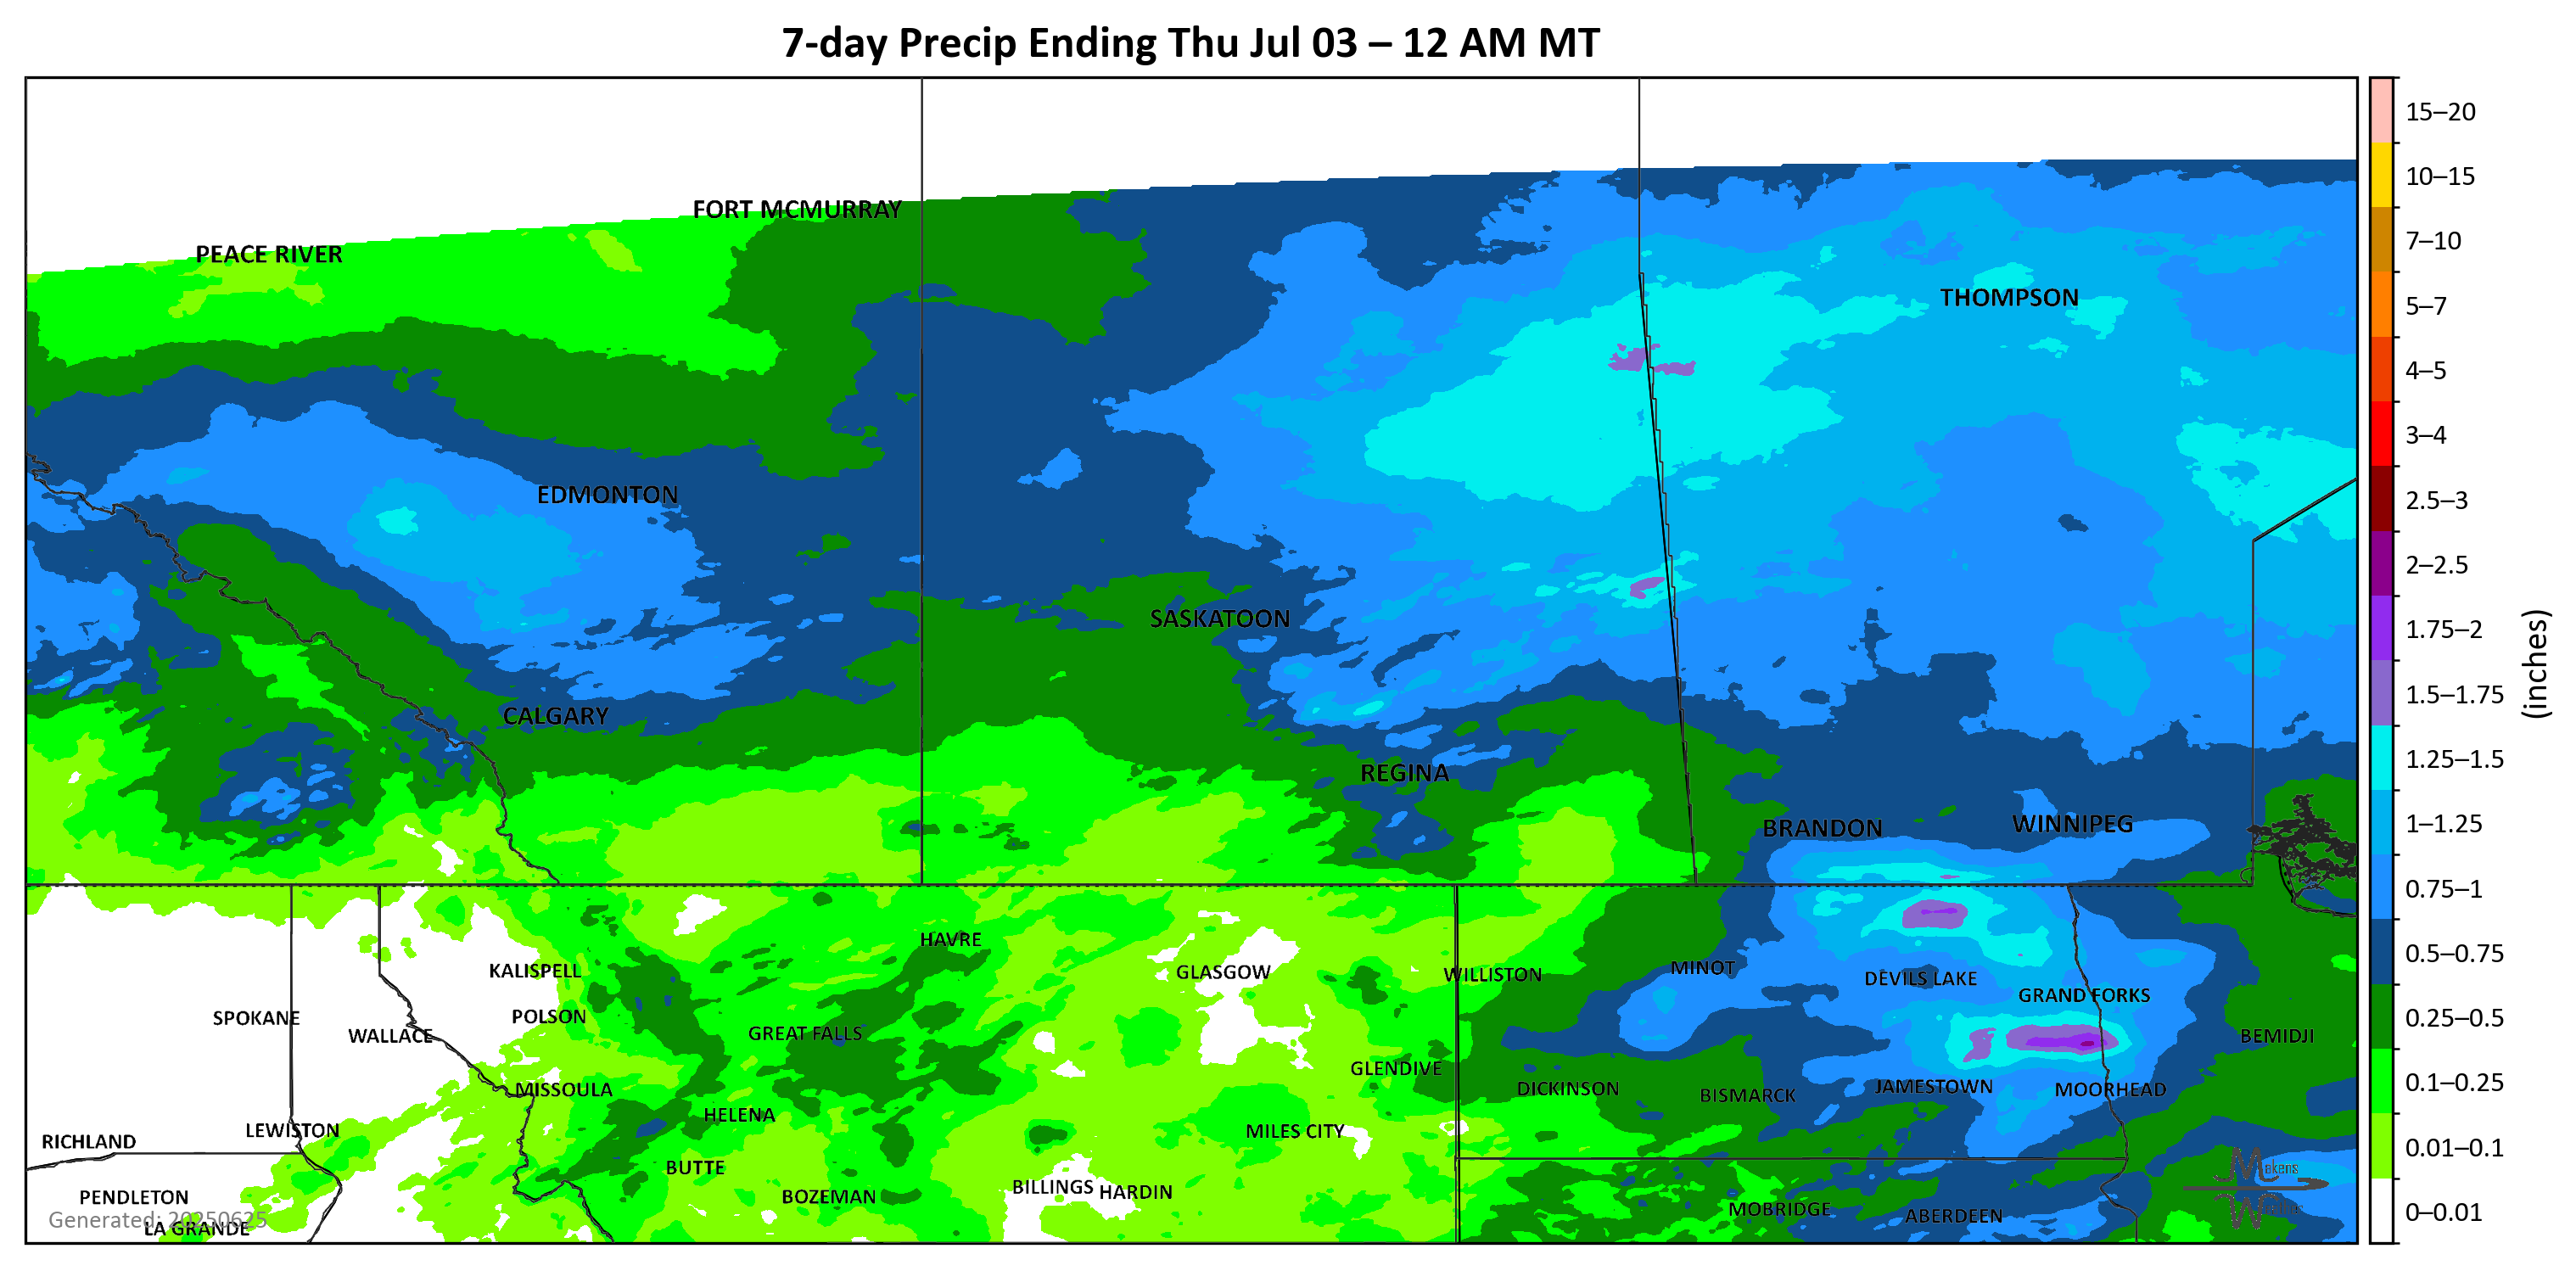 7-day Precip Ending Thu Jul 03 – 12 AM MT
FORT MCMURRAY
PEACE RIVER
THOMPSON
EDMONTON
SASKATOON
CALGARY
REGINA
BRANDON
WINNIPEG
HAVRE
KALISPELL
GLASGOW
WILLISTON
MINOT
DEVILS LAKE
GRAND FORKS
SPOKANE
POLSON
WALLACE
GREAT FALLS
BEMIDJI
GLENDIVE
MISSOULA
DICKINSON
BISMARCK
JAMESTOWN
MOORHEAD
HELENA
LEWISTON
MILES CITY
RICHLAND
BUTTE
PENDLETON
BOZEMAN
BILLINGS
HARDIN
MOBRIDGE
ABERDEEN
Generated: 20250625
LA GRANDE
Makens
15–20
10–15
7–10
5–7
4–5
3–4
2.5–3
2–2.5
1.75–2
1.5–1.75
1.25–1.5
1–1.25
0.75–1
0.5–0.75
0.25–0.5
0.1–0.25
0.01–0.1
0–0.01
(inches)